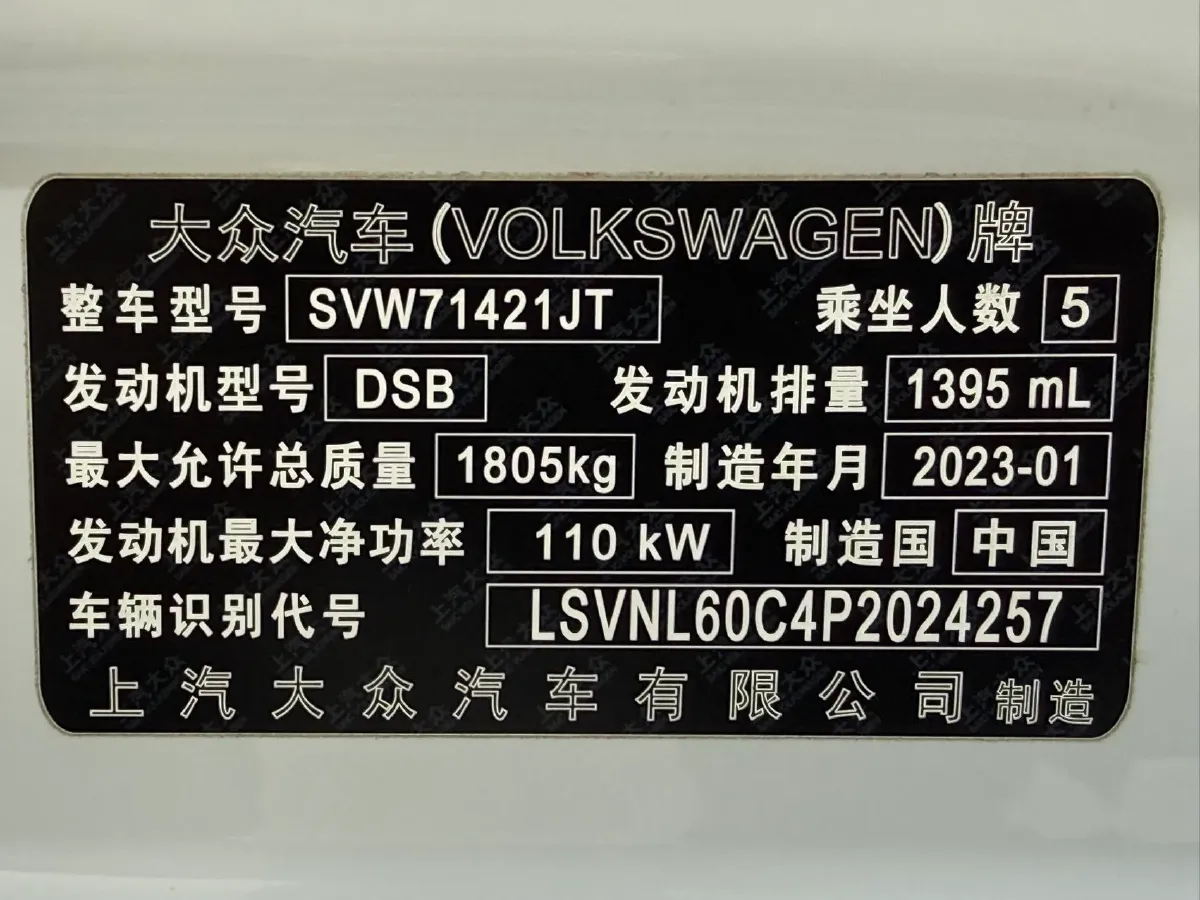 大众汽车(VOLKSWAGEN)牌
整车型号 SVW71421JT 乘坐人数 5
发动机型号 DSB 发动机排量 1395 mL
最大允许总质量 1805kg 制造年月 2023-01
发动机最大净功率 110 kW 制造国 中国
车辆识别代号 LSVNL60C4P2024257
上汽大众汽车有限公司 制造